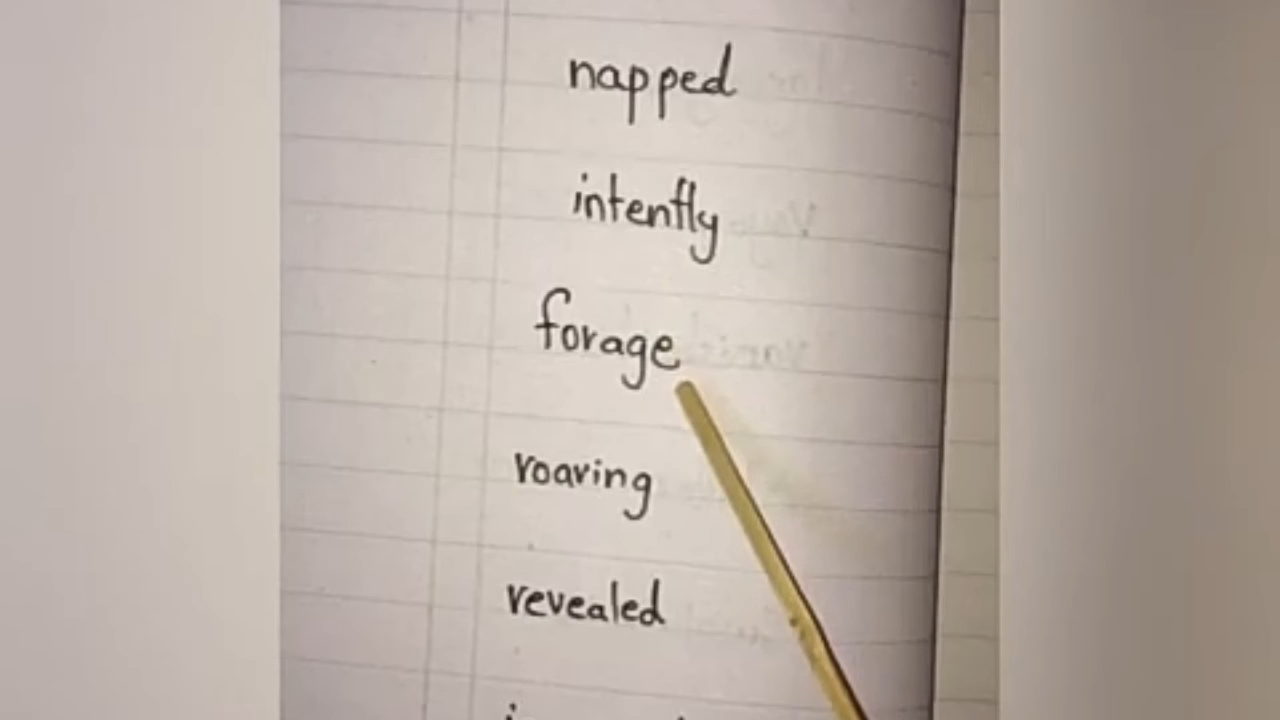 napped
intently
forage
roaring
revealed